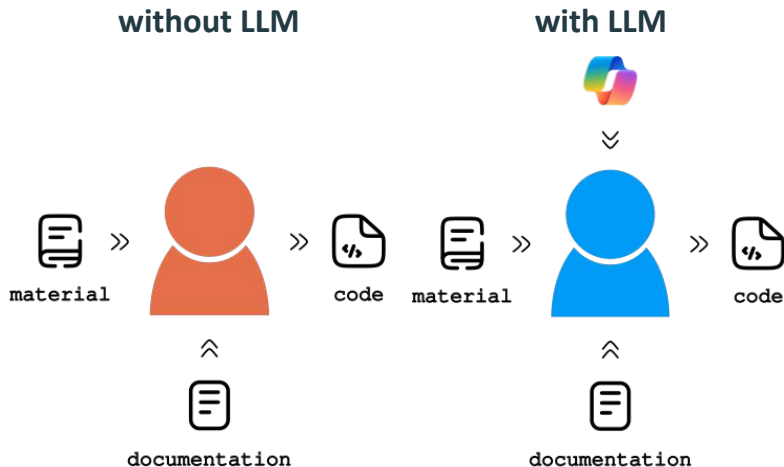 without LLM
with LLM
</>
material
code
</>
material
code
documentation
documentation